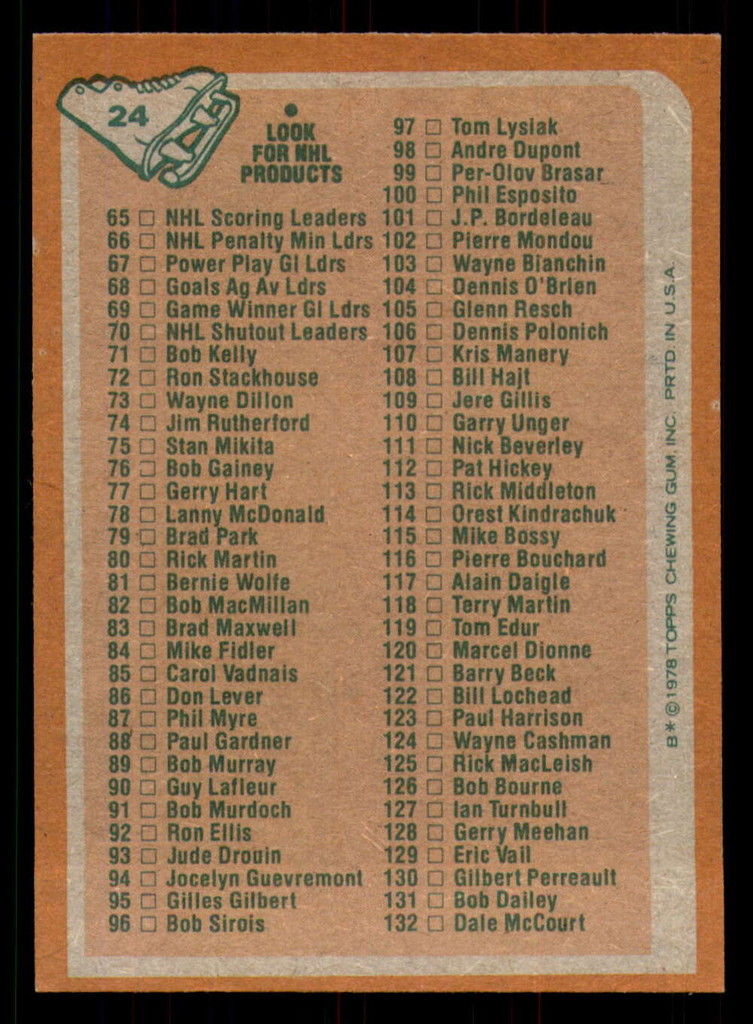 24
LOOK
FOR NHL
PRODUCTS
65 □ NHL Scoring Leaders
66 □ NHL Penalty Min Ldrs
67 □ Power Play Gl Ldrs
68 □ Goals Ag Av Ldrs
69 □ Game Winner Gl Ldrs
70 □ NHL Shutout Leaders
71 □ Bob Kelly
72 □ Ron Stackhouse
73 □ Wayne Dillon
74 □ Jim Rutherford
75 □ Stan Mikita
76 □ Bob Gainey
77 □ Gerry Hart
78 □ Lanny McDonald
79 □ Brad Park
80 □ Rick Martin
81 □ Bernie Wolfe
82 □ Bob MacMillan
83 □ Brad Maxwell
84 □ Mike Fidler
85 □ Carol Vadnais
86 □ Don Lever
87 □ Phil Myre
88 □ Paul Gardner
89 □ Bob Murray
90 □ Guy Lafleur
91 □ Bob Murdoch
92 □ Ron Ellis
93 □ Jude Drouin
94 □ Jocelyn Guevremont
95 □ Gilles Gilbert
96 □ Bob Sirois
97 □ Tom Lysiak
98 □ Andre Dupont
99 □ Per-Olov Brasar
100 □ Phil Esposito
101 □ J.P. Bordeleau
102 □ Pierre Mondou
103 □ Wayne Bianchin
104 □ Dennis O'Brien
105 □ Glenn Resch
106 □ Dennis Polonich
107 □ Kris Manery
108 □ Bill Hajt
109 □ Jere Gillis
110 □ Garry Unger
111 □ Nick Beverley
112 □ Pat Hickey
113 □ Rick Middleton
114 □ Orest Kindrachuk
115 □ Mike Bossy
116 □ Pierre Bouchard
117 □ Alain Daigle
118 □ Terry Martin
119 □ Tom Edur
120 □ Marcel Dionne
121 □ Barry Beck
122 □ Bill Lochead
123 □ Paul Harrison
124 □ Wayne Cashman
125 □ Rick MacLeish
126 □ Bob Bourne
127 □ Ian Turnbull
128 □ Gerry Meehan
129 □ Eric Vail
130 □ Gilbert Perreault
131 □ Bob Dailey
132 □ Dale McCourt
B*©1978 TOPPS CHEWING GUM, INC. PRTD. IN U.S.A.